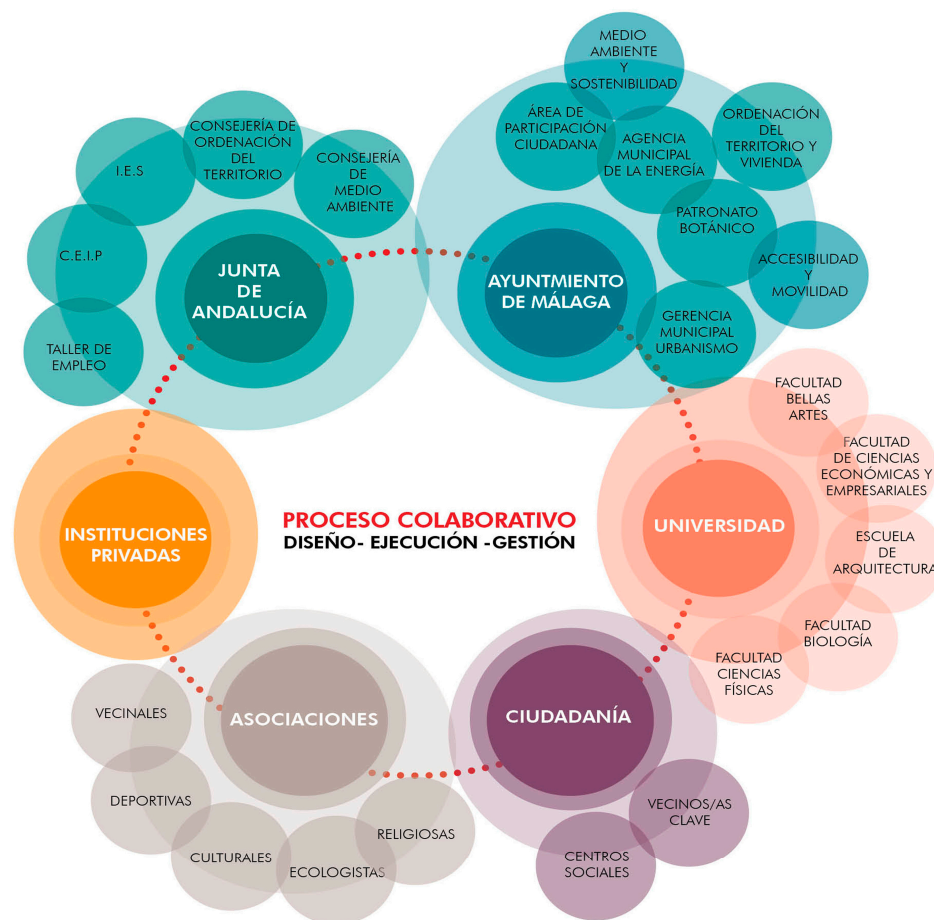 MEDIO
AMBIENTE
Y
SOSTENIBILIDAD
ÁREA DE
PARTICIPACIÓN
CIUDADANA
AGENCIA
MUNICIPAL
DE LA ENERGÍA
ORDENACIÓN
DEL
TERRITORIO Y
VIVIENDA
PATRONATO
BOTÁNICO
ACCESIBILIDAD
Y
MOVILIDAD
GERENCIA
MUNICIPAL
URBANISMO
AYUNTMIENTO
DE MÁLAGA
CONSEJERÍA DE
ORDENACIÓN
DEL
TERRITORIO
CONSEJERÍA
DE
MEDIO
AMBIENTE
I.E.S
C.E.I.P
TALLER DE
EMPLEO
JUNTA
DE
ANDALUCÍA
FACULTAD
BELLAS
ARTES
FACULTAD
DE CIENCIAS
ECONÓMICAS Y
EMPRESARIALES
ESCUELA
DE
ARQUITECTURA
FACULTAD
BIOLOGÍA
FACULTAD
CIENCIAS
FÍSICAS
UNIVERSIDAD
INSTITUCIONES
PRIVADAS
PROCESO COLABORATIVO
DISEÑO- EJECUCIÓN -GESTIÓN
ASOCIACIONES
VECINALES
DEPORTIVAS
CULTURALES
ECOLOGISTAS
RELIGIOSAS
CIUDADANÍA
VECINOS/AS
CLAVE
CENTROS
SOCIALES